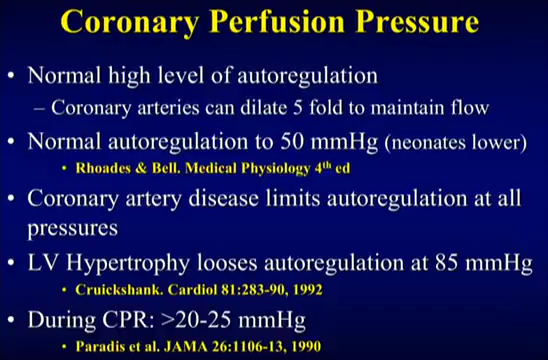 Coronary Perfusion Pressure
• Normal high level of autoregulation
– Coronary arteries can dilate 5 fold to maintain flow
• Normal autoregulation to 50 mmHg (neonates lower)
• Rhoades & Bell. Medical Physiology 4th ed
• Coronary artery disease limits autoregulation at all
pressures
• LV Hypertrophy looses autoregulation at 85 mmHg
• Cruickshank. Cardiol 81:283-90, 1992
• During CPR: >20-25 mmHg
• Paradis et al. JAMA 26:1106-13, 1990